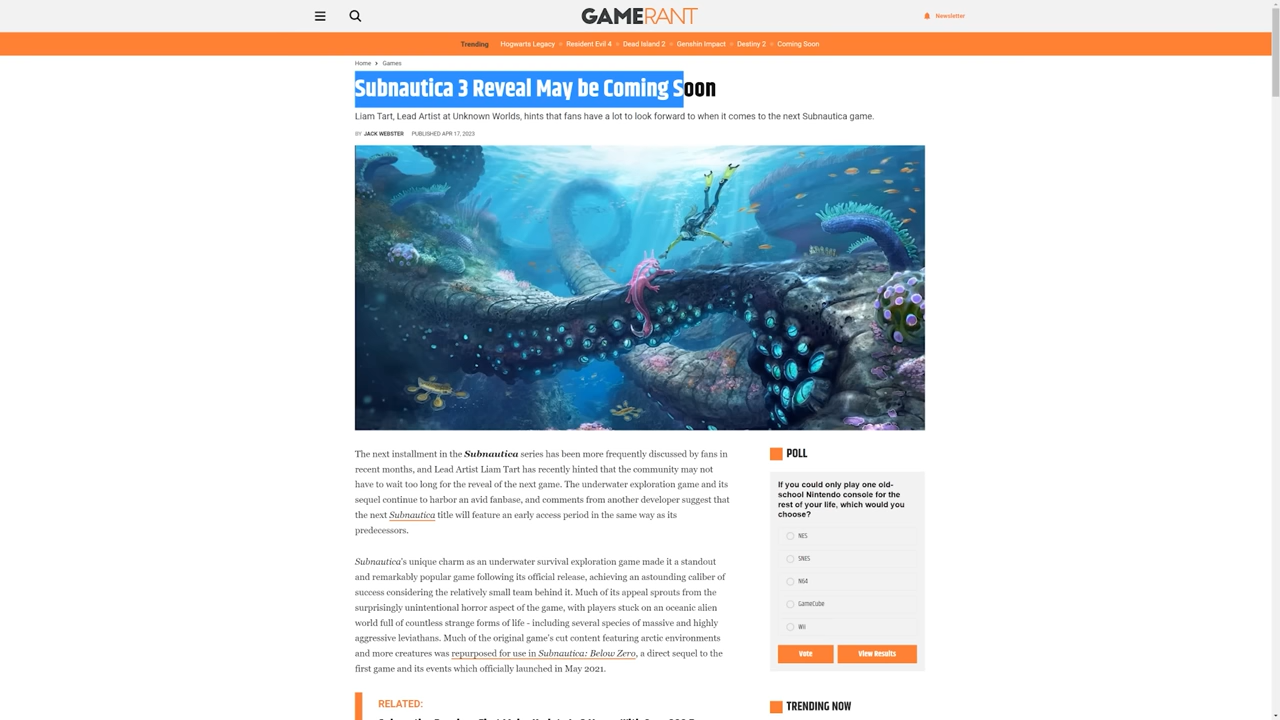 GAMERANT
Newsletter
Trending Hogwarts Legacy Resident Evil 4 Dead Island 2 Genshin Impact Destiny 2 Coming Soon
Home > Games
Subnautica 3 Reveal May be Coming Soon
Liam Tart, Lead Artist at Unknown Worlds, hints that fans have a lot to look forward to when it comes to the next Subnautica game.
BY JACK WEBSTER PUBLISHED APR 17, 2023
The next installment in the Subnautica series has been more frequently discussed by fans in
recent months, and Lead Artist Liam Tart has recently hinted that the community may not
have to wait too long for the reveal of the next game. The underwater exploration game and its
sequel continue to harbor an avid fanbase, and comments from another developer suggest that
the next Subnautica title will feature an early access period in the same way as its
predecessors.
Subnautica's unique charm as an underwater survival exploration game made it a standout
and remarkably popular game following its official release, achieving an astounding caliber of
success considering the relatively small team behind it. Much of its appeal sprouts from the
surprisingly unintentional horror aspect of the game, with players stuck on an oceanic alien
world full of countless strange forms of life - including several species of massive and highly
aggressive leviathans. Much of the original game's cut content featuring arctic environments
and more creatures was repurposed for use in Subnautica: Below Zero, a direct sequel to the
first game and its events which officially launched in May 2021.
RELATED:
POLL
If you could only play one old-
school Nintendo console for the
rest of your life, which would you
choose?
NES
SNES
N64
GameCube
Wii
Vote View Results
TRENDING NOW